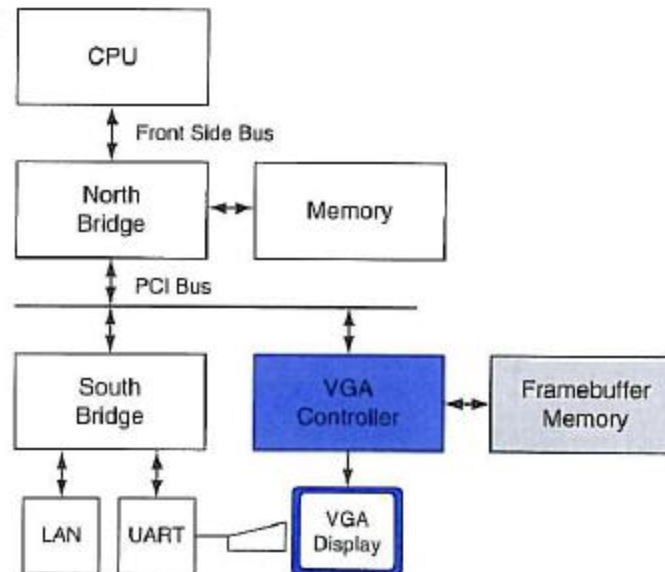 CPU
Front Side Bus
North
Bridge
Memory
PCI Bus
South
Bridge
VGA
Controller
Framebuffer
Memory
LAN
UART
VGA
Display